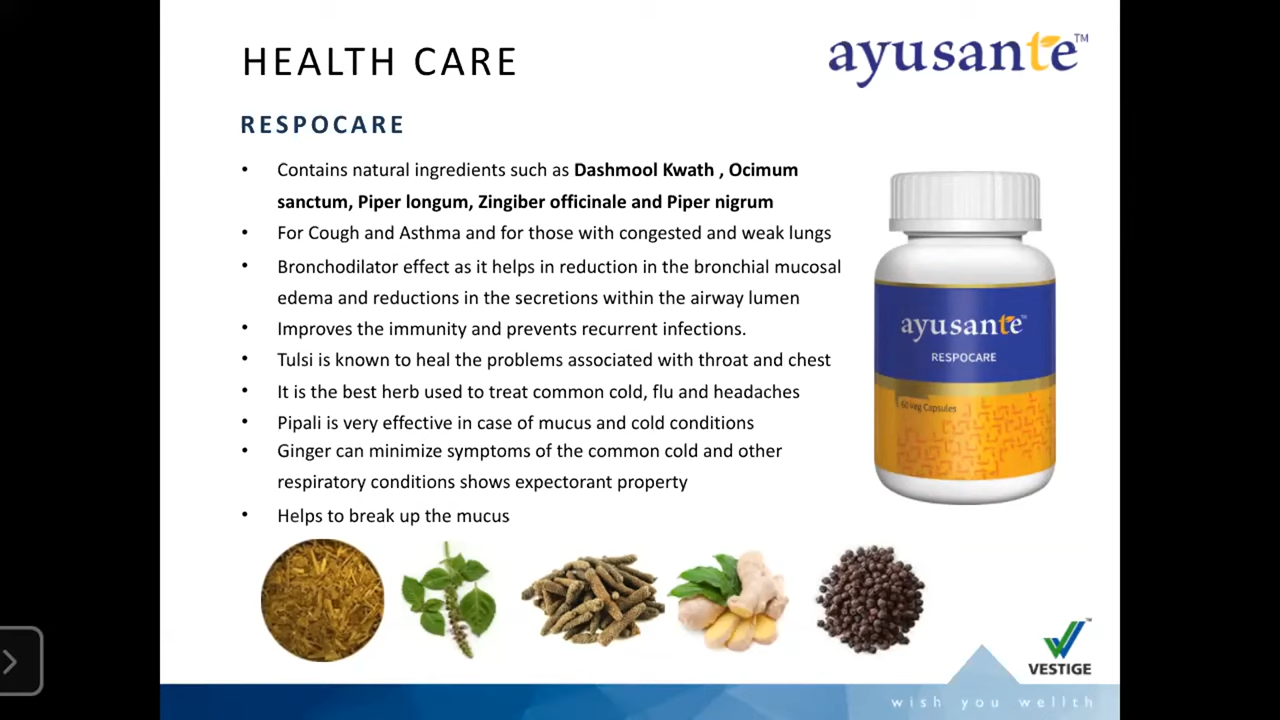 HEALTH CARE
ayusante™
RESPOCARE
• Contains natural ingredients such as Dashmool Kwath , Ocimum
sanctum, Piper longum, Zingiber officinale and Piper nigrum
• For Cough and Asthma and for those with congested and weak lungs
• Bronchodilator effect as it helps in reduction in the bronchial mucosal
edema and reductions in the secretions within the airway lumen
• Improves the immunity and prevents recurrent infections.
• Tulsi is known to heal the problems associated with throat and chest
• It is the best herb used to treat common cold, flu and headaches
• Pipali is very effective in case of mucus and cold conditions
• Ginger can minimize symptoms of the common cold and other
respiratory conditions shows expectorant property
• Helps to break up the mucus
ayusante™
RESPOCARE
60 Veg Capsules
VESTIGE
wish you wellth